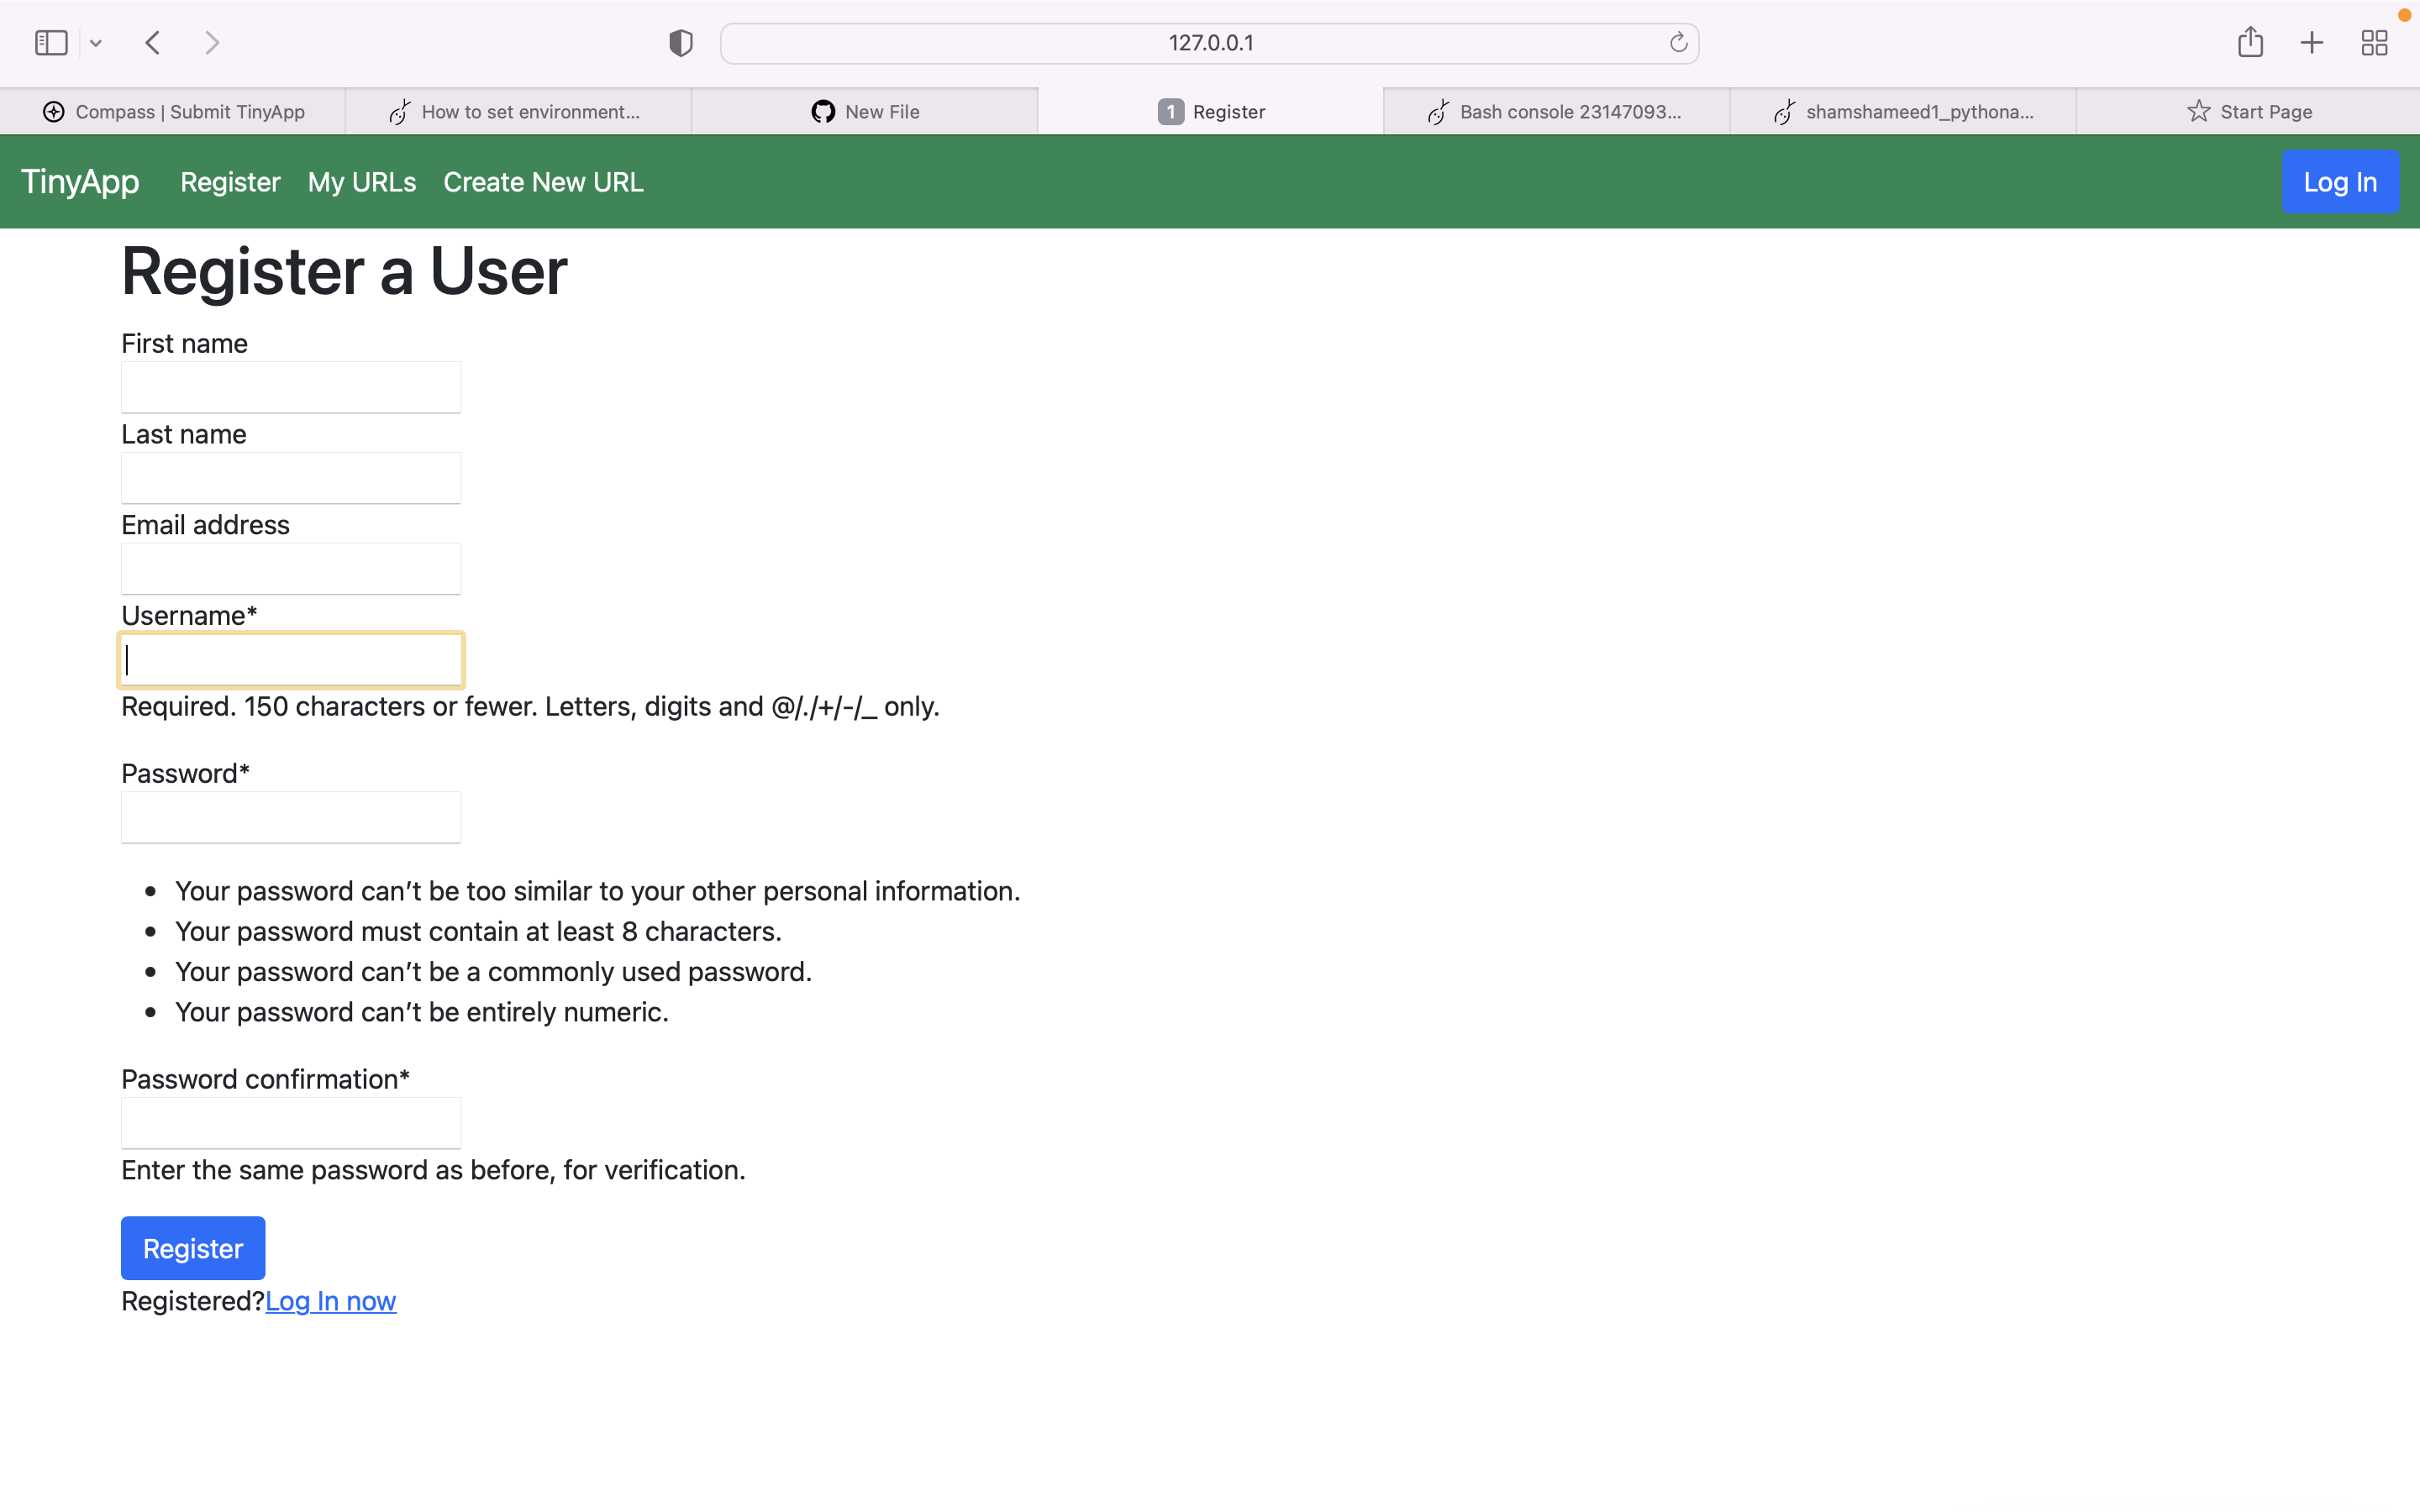 127.0.0.1
Compass | Submit TinyApp
How to set environment...
New File
1 Register
Bash console 23147093...
shamshameed1_pythona...
Start Page
TinyApp Register My URLs Create New URL Log In
Register a User
First name
Last name
Email address
Username*
Required. 150 characters or fewer. Letters, digits and @/./+/-/_ only.
Password*
• Your password can’t be too similar to your other personal information.
• Your password must contain at least 8 characters.
• Your password can’t be a commonly used password.
• Your password can’t be entirely numeric.
Password confirmation*
Enter the same password as before, for verification.
Register
Registered?Log In now